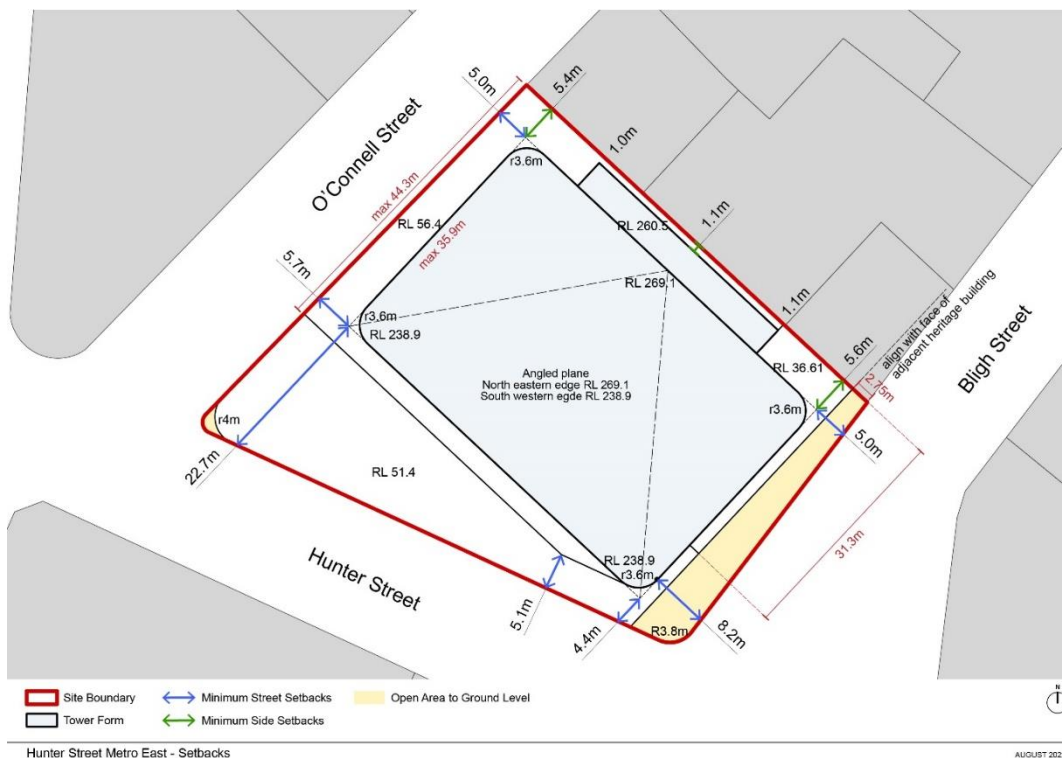 5.0m
5.4m
O'Connell Street
max 44.3m
r3.6m
1.0m
RL 56.4
max 35.9m
RL 260.5
1.1m
5.7m
RL 269.1
r3.6m
RL 238.9
1.1m
align with face of
adjacent heritage building
Bligh Street
Angled plane
North eastern edge RL 269.1
South western egde RL 238.9
RL 36.61
5.6m
2.75m
r3.6m
r4m
5.0m
22.7m
RL 51.4
31.3m
Hunter Street
RL 238.9
r3.6m
5.1m
4.4m
R3.8m
8.2m
Site Boundary
Minimum Street Setbacks
Open Area to Ground Level
Tower Form
Minimum Side Setbacks
N
Hunter Street Metro East - Setbacks
AUGUST 202